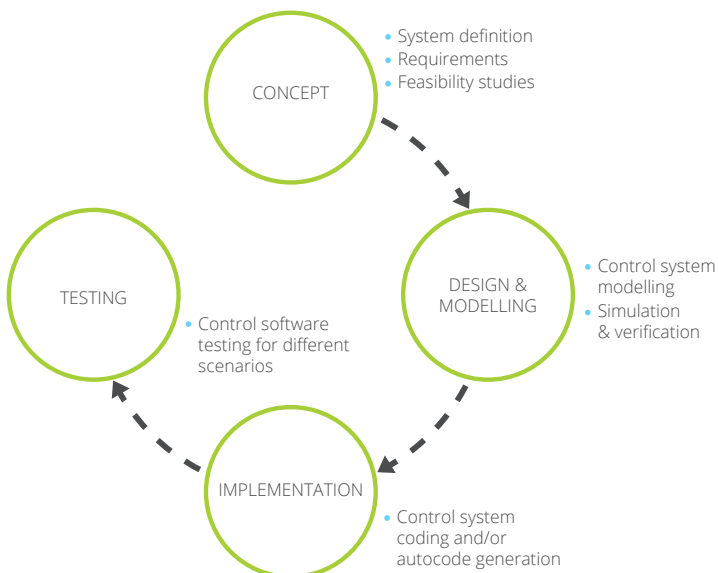 CONCEPT
• System definition
• Requirements
• Feasibility studies
DESIGN &
MODELLING
• Control system
modelling
• Simulation
& verification
IMPLEMENTATION
• Control system
coding and/or
autocode generation
TESTING
• Control software
testing for different
scenarios